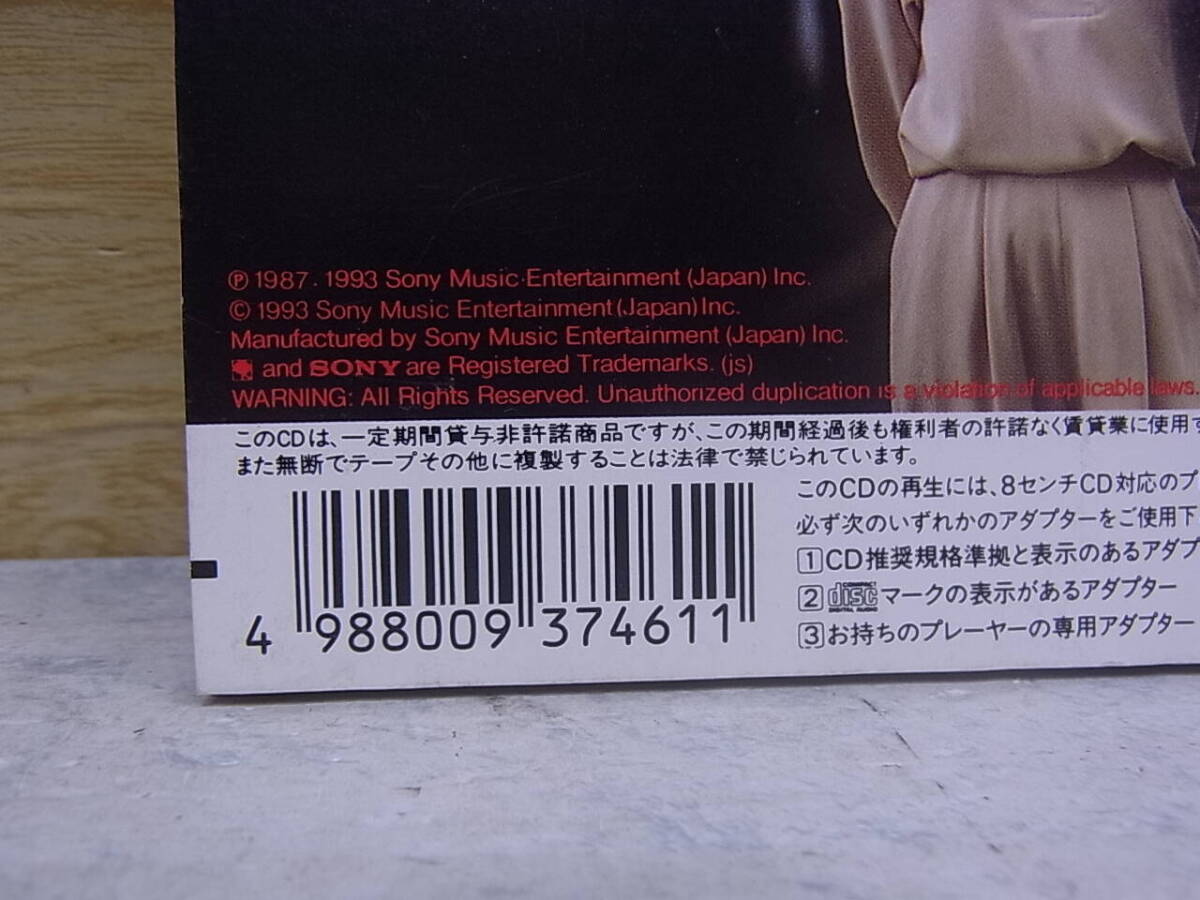 Ⓟ 1987・1993 Sony Music Entertainment (Japan) Inc.
© 1993 Sony Music Entertainment (Japan) Inc.
Manufactured by Sony Music Entertainment (Japan) Inc.
and SONY are Registered Trademarks. (js)
WARNING: All Rights Reserved. Unauthorized duplication is a violation of applicable laws.
このCDは、一定期間貸与非許諾商品ですが、この期間経過後も権利者の許諾なく賃貸業に使用す
また無断でテープその他に複製することは法律で禁じられています。
このCDの再生には、8センチCD対応のプ
必ず次のいずれかのアダプターをご使用下
1 CD推奨規格準拠と表示のあるアダプ
2 COMPACT disc DIGITAL AUDIO マークの表示があるアダプター
3 お持ちのプレーヤーの専用アダプター
4 988009 374611